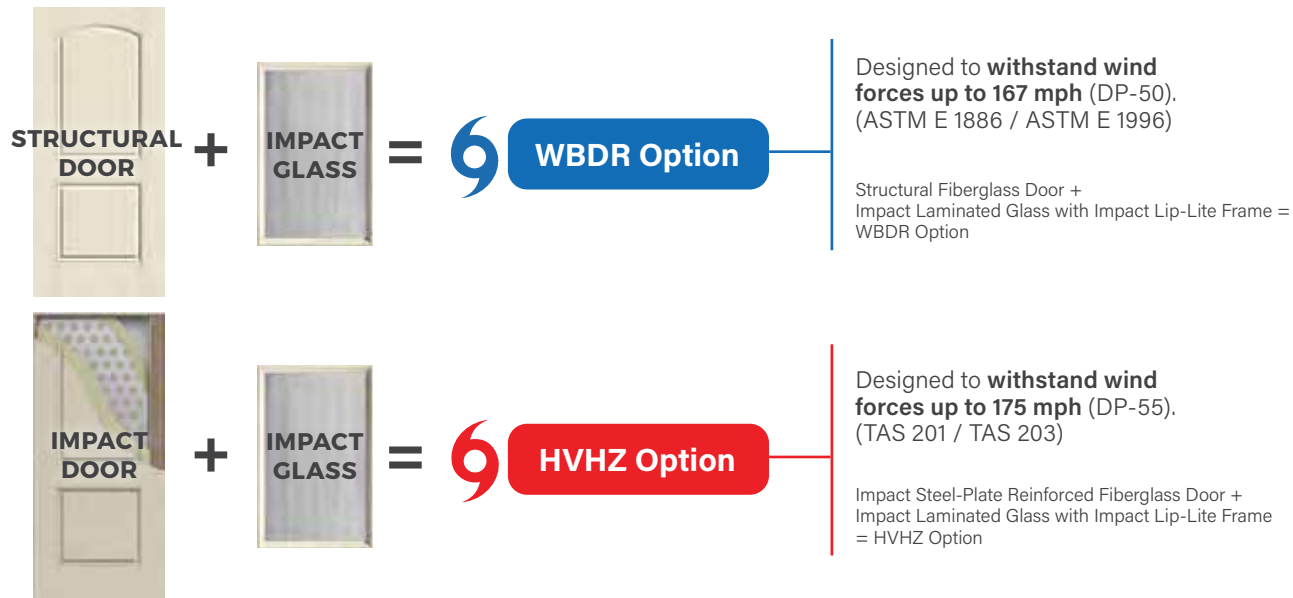 STRUCTURAL
DOOR
+
IMPACT
GLASS
=
WBDR Option
Designed to withstand wind
forces up to 167 mph (DP-50).
(ASTM E 1886 / ASTM E 1996)
Structural Fiberglass Door +
Impact Laminated Glass with Impact Lip-Lite Frame =
WBDR Option
IMPACT
DOOR
+
IMPACT
GLASS
=
HVHZ Option
Designed to withstand wind
forces up to 175 mph (DP-55).
(TAS 201 / TAS 203)
Impact Steel-Plate Reinforced Fiberglass Door +
Impact Laminated Glass with Impact Lip-Lite Frame
= HVHZ Option